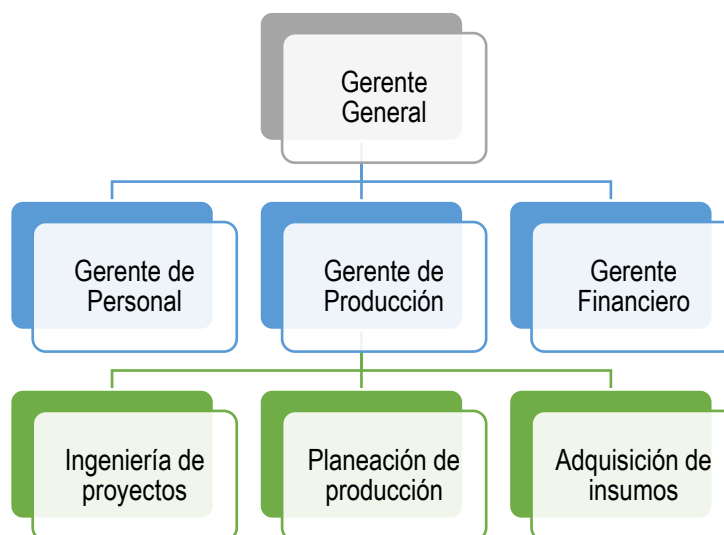 Gerente
General
Gerente de
Personal
Gerente de
Producción
Gerente
Financiero
Ingeniería de
proyectos
Planeación de
producción
Adquisición de
insumos